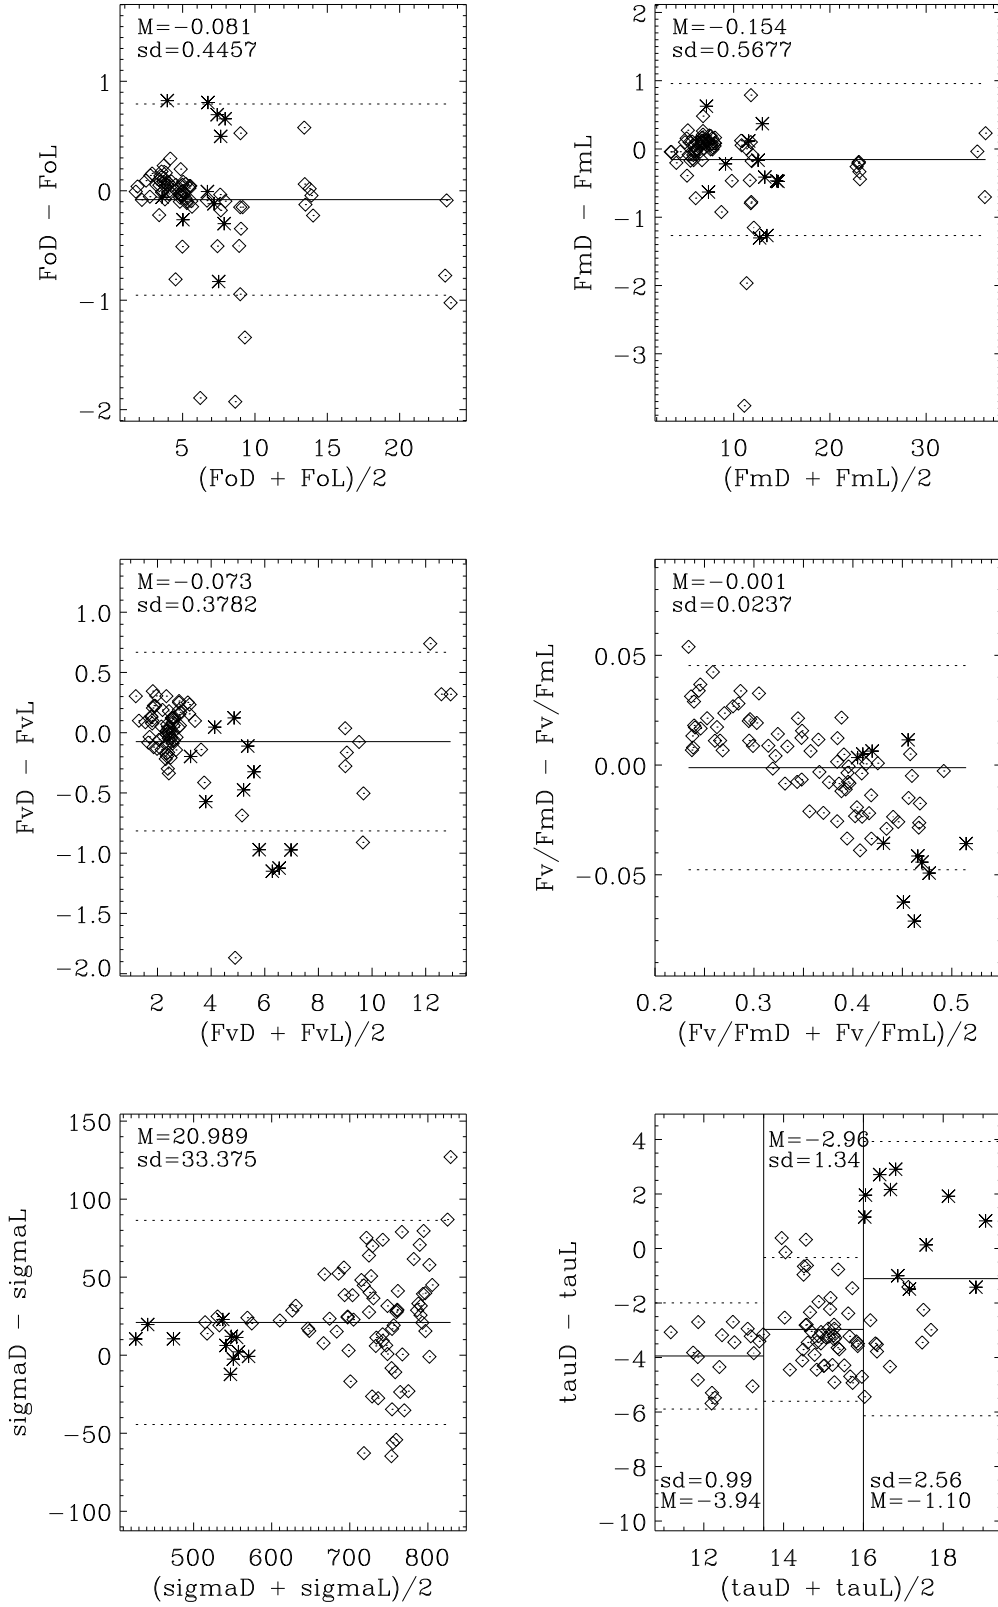 M=−0.081
sd=0.4457
1
0
−1
−2
FoD − FoL
5 10 15 20
(FoD + FoL)/2
M=−0.154
sd=0.5677
2
1
0
−1
−2
−3
FmD − FmL
10 20 30
(FmD + FmL)/2
M=−0.073
sd=0.3782
1.0
0.5
0.0
−0.5
−1.0
−1.5
−2.0
FvD − FvL
2 4 6 8 10 12
(FvD + FvL)/2
M=−0.001
sd=0.0237
0.05
0.00
−0.05
Fv/FmD − Fv/FmL
0.2 0.3 0.4 0.5
(Fv/FmD + Fv/FmL)/2
M=20.989
sd=33.375
150
100
50
0
−50
−100
sigmaD − sigmaL
500 600 700 800
(sigmaD + sigmaL)/2
M=−2.96
sd=1.34
4
2
0
−2
−4
−6
−8
−10
tauD − tauL
sd=0.99
M=−3.94
sd=2.56
M=−1.10
12 14 16 18
(tauD + tauL)/2